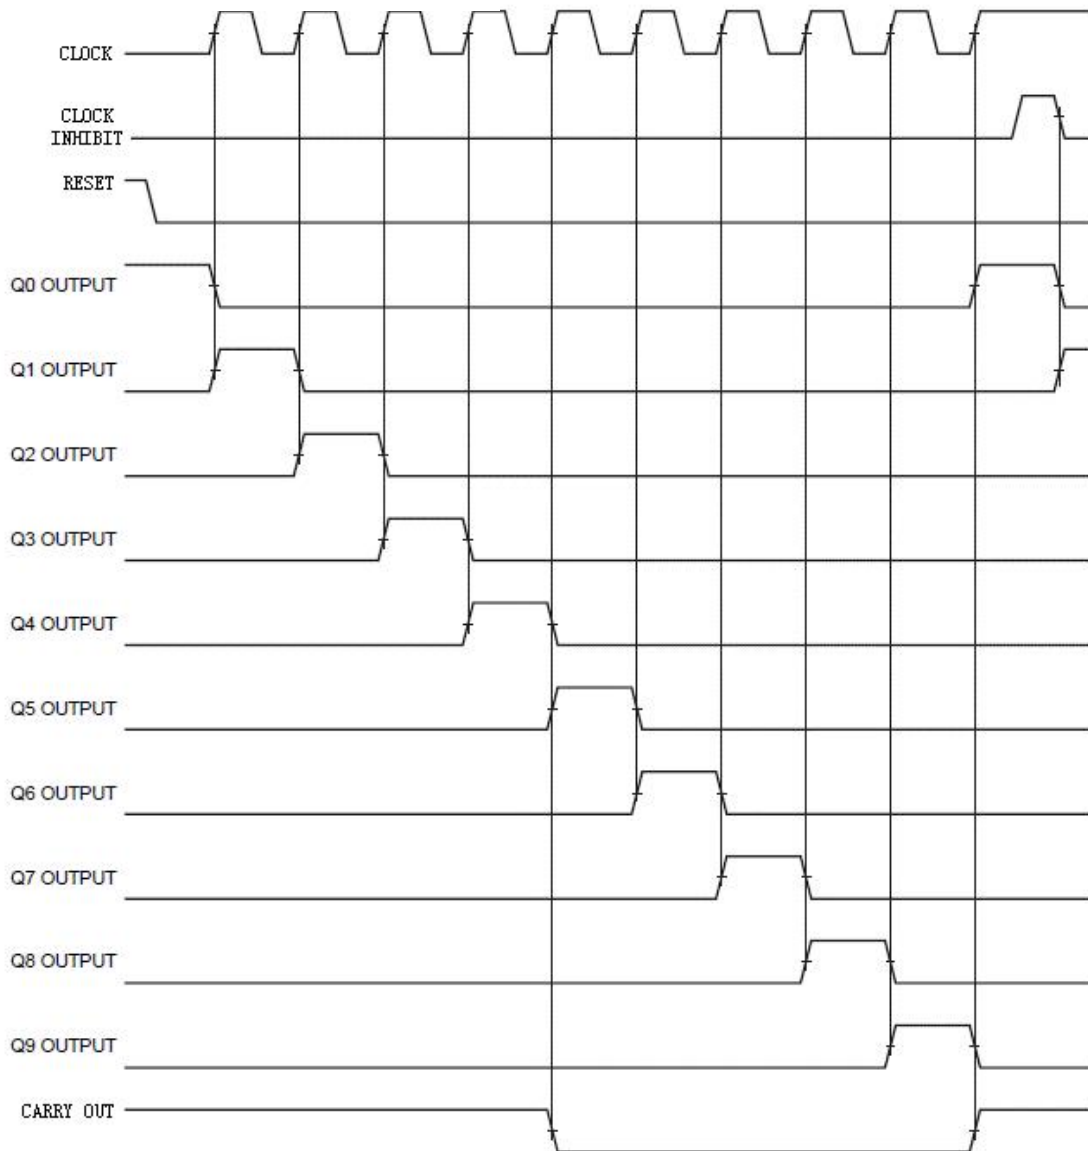 CLOCK
CLOCK
INHIBIT
RESET
Q0 OUTPUT
Q1 OUTPUT
Q2 OUTPUT
Q3 OUTPUT
Q4 OUTPUT
Q5 OUTPUT
Q6 OUTPUT
Q7 OUTPUT
Q8 OUTPUT
Q9 OUTPUT
CARRY OUT